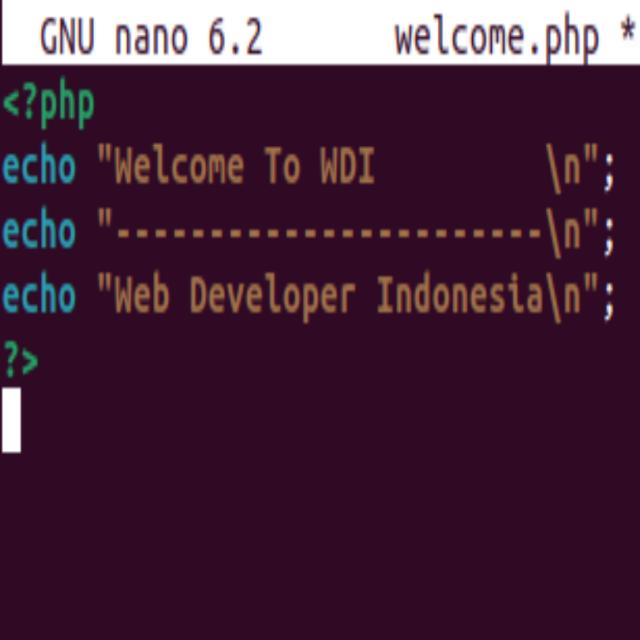 GNU nano 6.2 welcome.php *
<?php
echo "Welcome To WDI         \n";
echo "-----------------------\n";
echo "Web Developer Indonesia\n";
?>